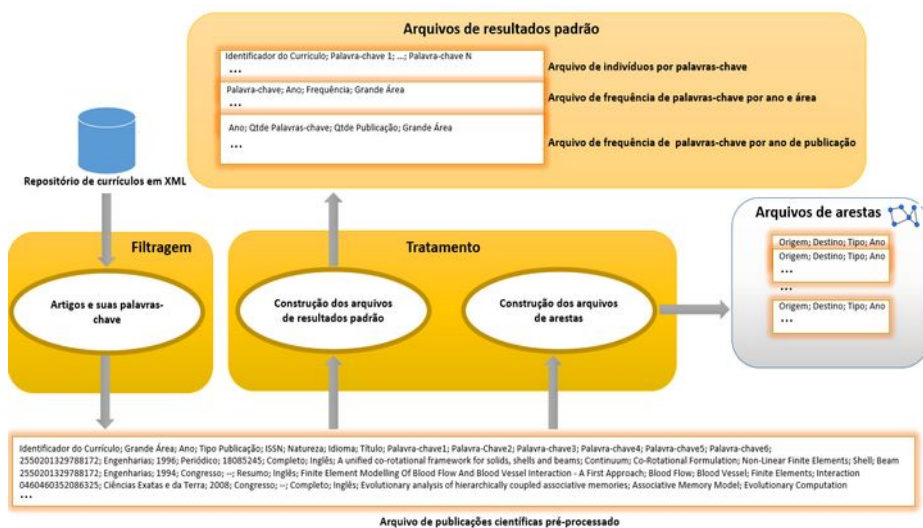 Arquivos de resultados padrão
Identificador do Currículo; Palavra-chave 1; ...; Palavra-chave N
...
Arquivo de indivíduos por palavras-chave
Palavra-chave; Ano; Frequência; Grande Área
...
Arquivo de frequência de palavras-chave por ano e área
Ano; Qtde Palavras-chave; Qtde Publicação; Grande Área
...
Arquivo de frequência de palavras-chave por ano de publicação
Repositório de currículos em XML
Filtragem
Artigos e suas palavras-
chave
Tratamento
Construção dos arquivos
de resultados padrão
Construção dos arquivos
de arestas
Arquivos de arestas
Origem; Destino; Tipo; Ano
Origem; Destino; Tipo; Ano
...
...
Origem; Destino; Tipo; Ano
...
Identificador do Currículo; Grande Área; Ano; Tipo Publicação; ISSN; Natureza; Idioma; Título; Palavra-chave1; Palavra-Chave2; Palavra-chave3; Palavra-chave4; Palavra-chave5; Palavra-chave6;
2550201329788172; Engenharias; 1996; Periódico; 18085245; Completo; Inglês; A unified co-rotational framework for solids, shells and beams; Continuum; Co-Rotational Formulation; Non-Linear Finite Elements; Shell; Beam
2550201329788172; Engenharias; 1994; Congresso; --; Resumo; Inglês; Finite Element Modelling Of Blood Flow And Blood Vessel Interaction - A First Approach; Blood Flow; Blood Vessel; Finite Elements; Interaction
0460460352086325; Ciências Exatas e da Terra; 2008; Congresso; --; Completo; Inglês; Evolutionary analysis of hierarchically coupled associative memories; Associative Memory Model; Evolutionary Computation
...
Arquivo de publicações científicas pré-processado